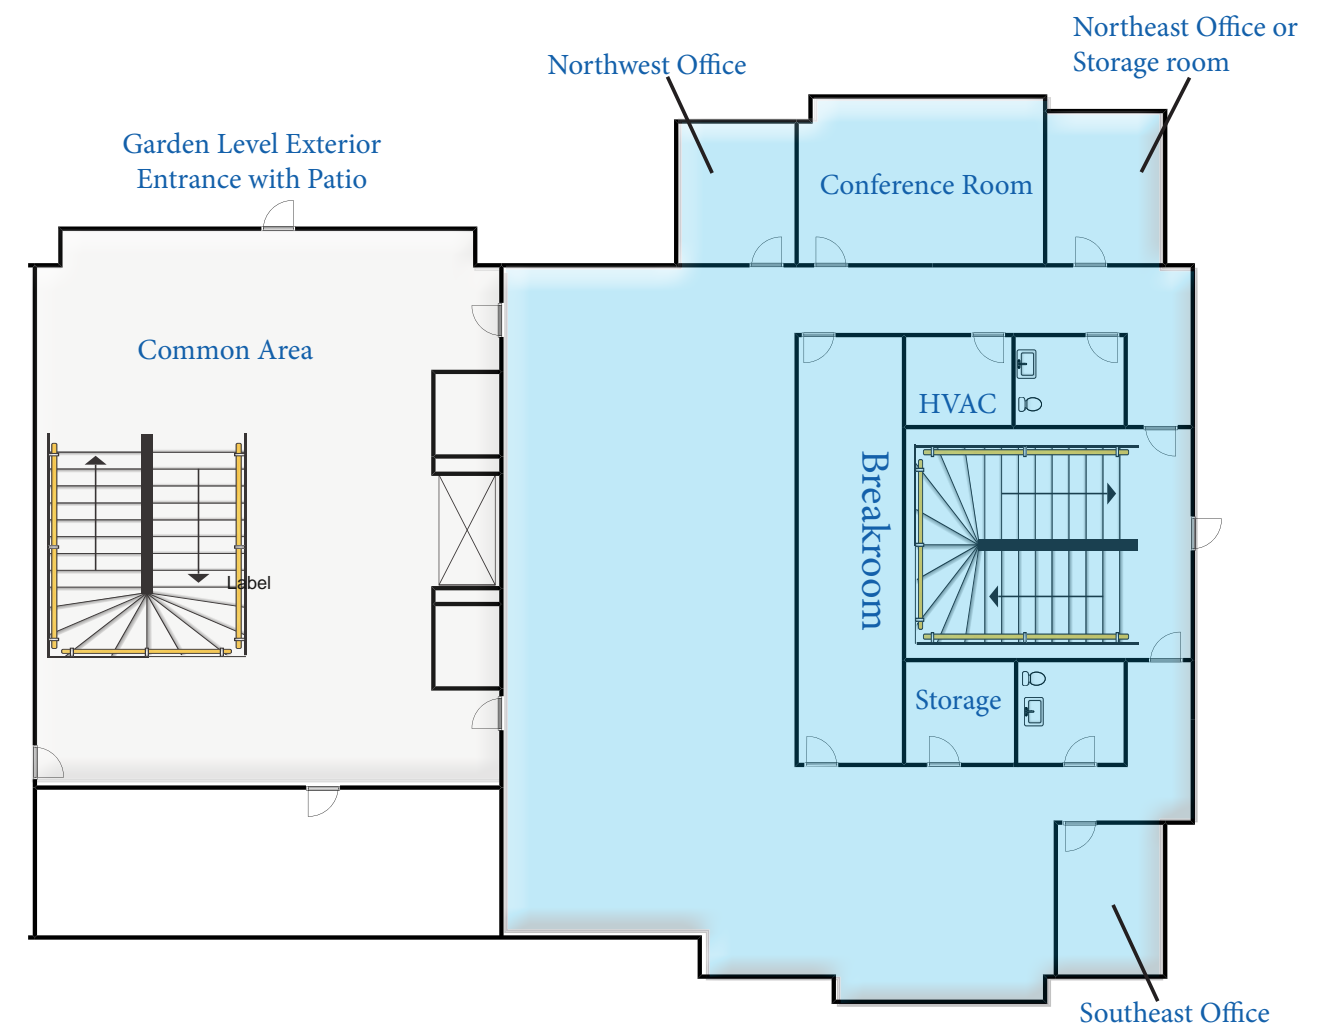 Northeast Office or
Storage room
Northwest Office
Garden Level Exterior
Entrance with Patio
Conference Room
Common Area
HVAC
Breakroom
Label
Storage
Southeast Office